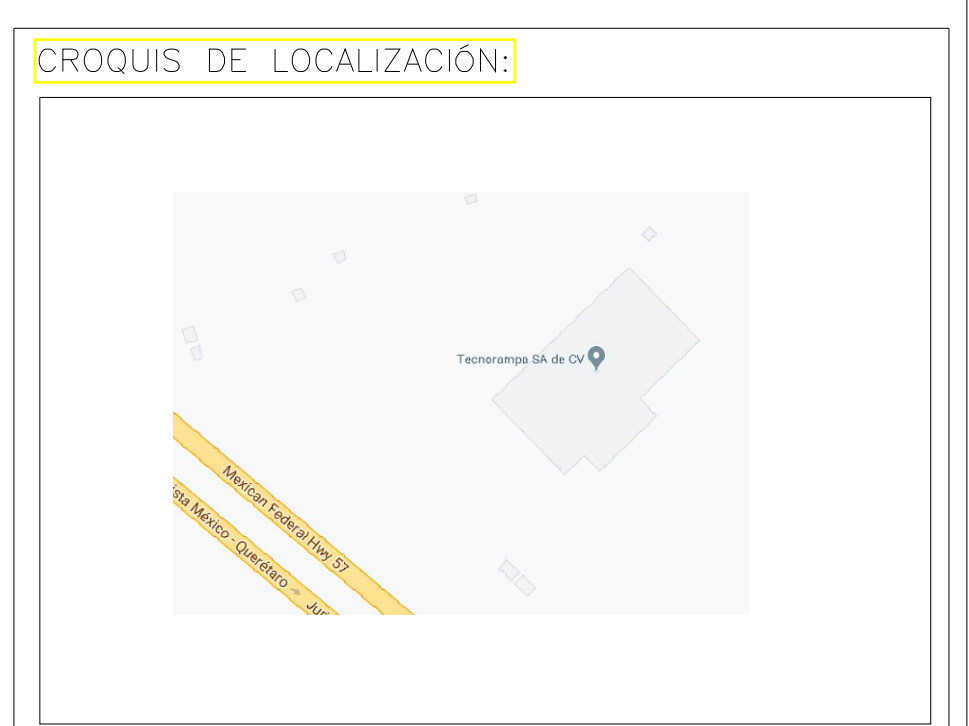 CROQUIS DE LOCALIZACIÓN:
Tecnorampa SA de CV
Mexican Federal Hwy 57
ista México - Querétaro